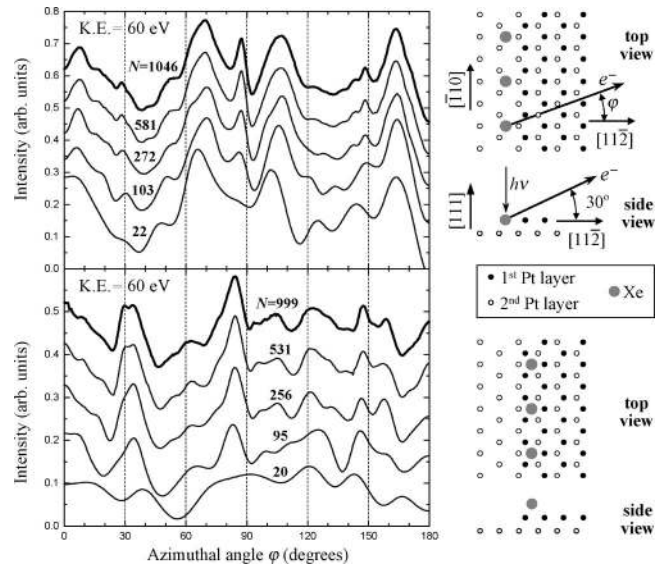 K.E.= 60 eV
N=1046
581
272
103
22
0.8
0.7
0.6
0.5
0.4
0.3
0.2
0.1
0.0
Intensity (arb. units)
K.E.= 60 eV
N=999
531
256
95
20
0.5
0.4
0.3
0.2
0.1
0.0
Intensity (arb. units)
0 30 60 90 120 150 180
Azimuthal angle φ (degrees)
top
view
e⁻
φ
[1̅10]
[112̅]
hν
e⁻
30°
[111]
[112̅]
side
view
1st Pt layer
2nd Pt layer
Xe
top
view
side
view